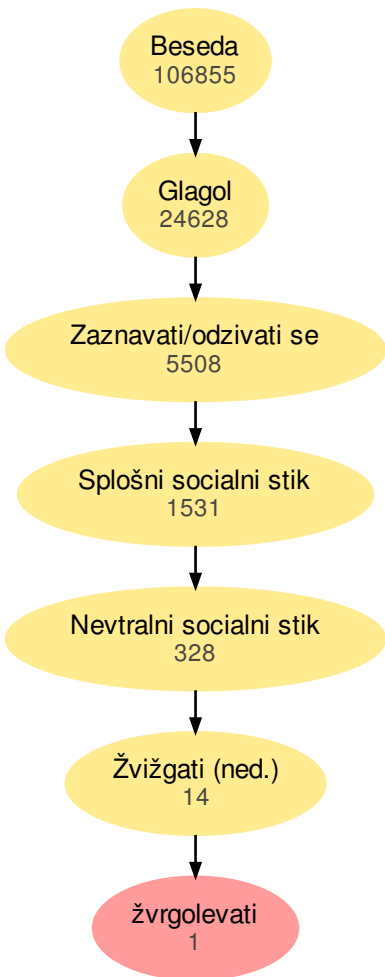 Beseda
106855
Glagol
24628
Zaznavati/odzivati se
5508
Splošni socialni stik
1531
Nevtralni socialni stik
328
Žvižgati (ned.)
14
žvrgolevati
1